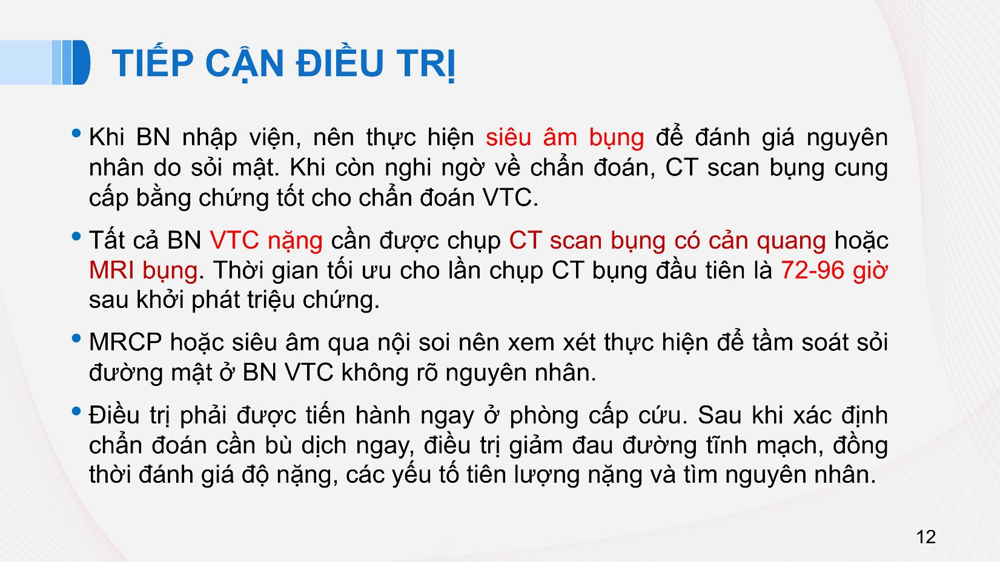 TIẾP CẬN ĐIỀU TRỊ
• Khi BN nhập viện, nên thực hiện siêu âm bụng để đánh giá nguyên
nhân do sỏi mật. Khi còn nghi ngờ về chẩn đoán, CT scan bụng cung
cấp bằng chứng tốt cho chẩn đoán VTC.
• Tất cả BN VTC nặng cần được chụp CT scan bụng có cản quang hoặc
MRI bụng. Thời gian tối ưu cho lần chụp CT bụng đầu tiên là 72-96 giờ
sau khởi phát triệu chứng.
• MRCP hoặc siêu âm qua nội soi nên xem xét thực hiện để tầm soát sỏi
đường mật ở BN VTC không rõ nguyên nhân.
• Điều trị phải được tiến hành ngay ở phòng cấp cứu. Sau khi xác định
chẩn đoán cần bù dịch ngay, điều trị giảm đau đường tĩnh mạch, đồng
thời đánh giá độ nặng, các yếu tố tiên lượng nặng và tìm nguyên nhân.
12